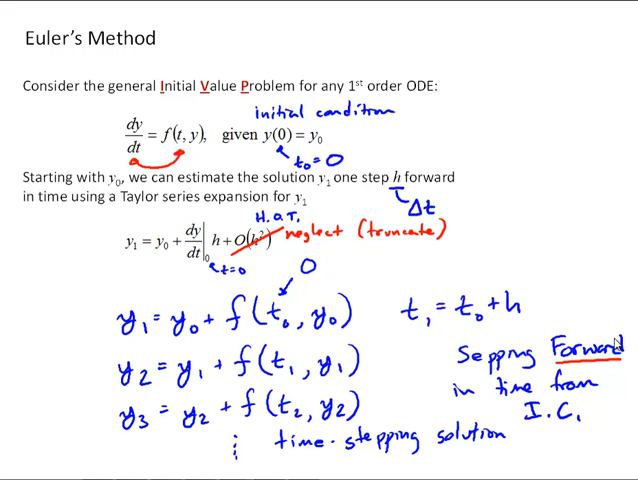 Euler's Method
Consider the general Initial Value Problem for any 1st order ODE:
initial condition
dy/dt = f(t, y), given y(0) = y₀
t₀ = 0
Starting with y₀, we can estimate the solution y₁ one step h forward
in time using a Taylor series expansion for y₁
Δt
H.O.T.
y₁ = y₀ + dy/dt|₀ h + O(h²) neglect (truncate)
t=0
0
y₁ = y₀ + f(t₀, y₀) t₁ = t₀ + h
y₂ = y₁ + f(t₁, y₁)
Sepping Forward
in time from
I.C.
y₃ = y₂ + f(t₂, y₂)
⋮ time-stepping solution